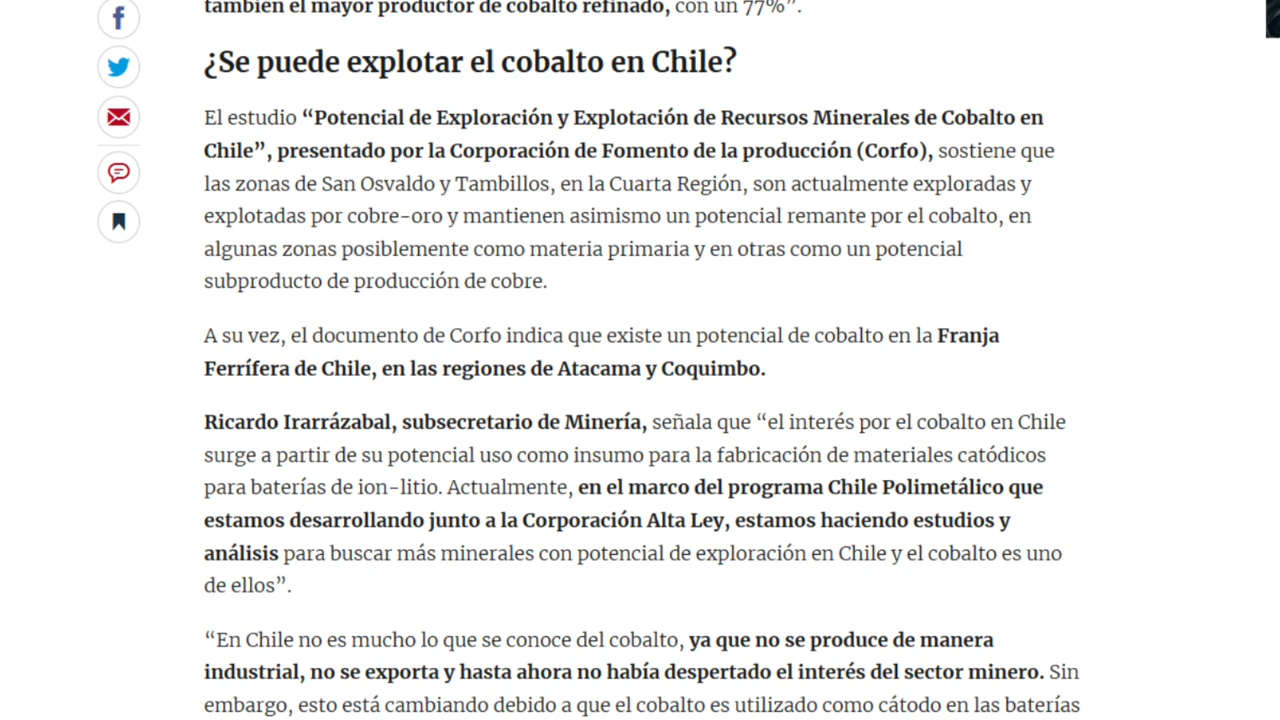 también el mayor productor de cobalto refinado, con un 77%”.
¿Se puede explotar el cobalto en Chile?
El estudio “Potencial de Exploración y Explotación de Recursos Minerales de Cobalto en
Chile”, presentado por la Corporación de Fomento de la producción (Corfo), sostiene que
las zonas de San Osvaldo y Tambillos, en la Cuarta Región, son actualmente exploradas y
explotadas por cobre-oro y mantienen asimismo un potencial remante por el cobalto, en
algunas zonas posiblemente como materia primaria y en otras como un potencial
subproducto de producción de cobre.
A su vez, el documento de Corfo indica que existe un potencial de cobalto en la Franja
Ferrífera de Chile, en las regiones de Atacama y Coquimbo.
Ricardo Irarrázabal, subsecretario de Minería, señala que “el interés por el cobalto en Chile
surge a partir de su potencial uso como insumo para la fabricación de materiales catódicos
para baterías de ion-litio. Actualmente, en el marco del programa Chile Polimetálico que
estamos desarrollando junto a la Corporación Alta Ley, estamos haciendo estudios y
análisis para buscar más minerales con potencial de exploración en Chile y el cobalto es uno
de ellos”.
“En Chile no es mucho lo que se conoce del cobalto, ya que no se produce de manera
industrial, no se exporta y hasta ahora no había despertado el interés del sector minero. Sin
embargo, esto está cambiando debido a que el cobalto es utilizado como cátodo en las baterías